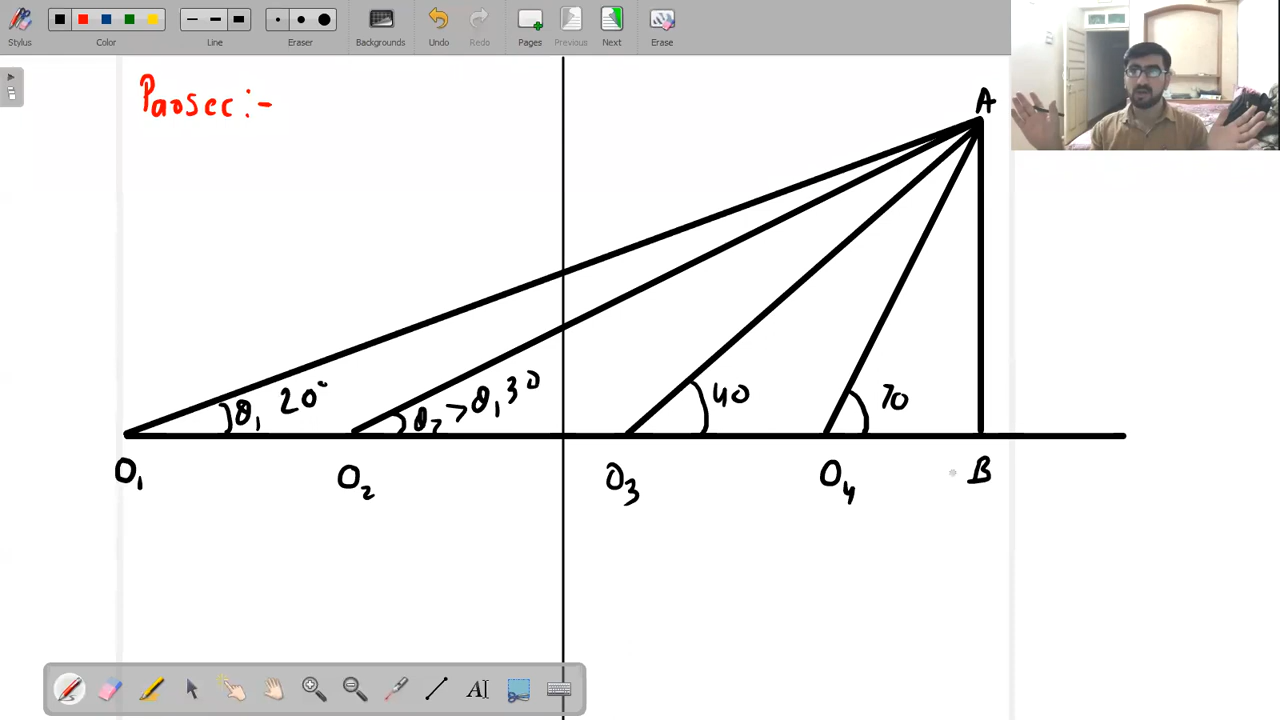 Stylus
Color
Line
Eraser
Backgrounds
Undo
Redo
Pages
Previous
Next
Erase
Parsec :-
A
θ₁ 20°
θ₂ > θ₁ 30
40
70
O₁
O₂
O₃
O₄
B